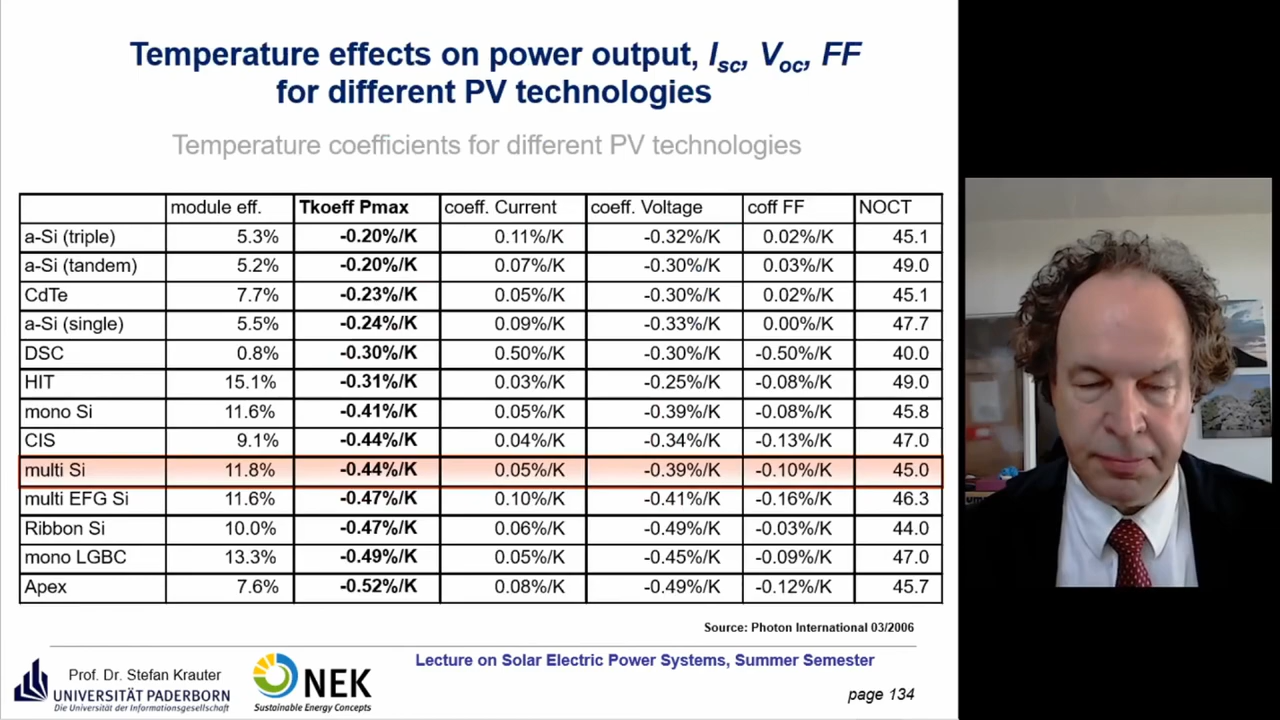 Temperature effects on power output, Isc, Voc, FF
for different PV technologies
Temperature coefficients for different PV technologies
module eff. Tkoeff Pmax coeff. Current coeff. Voltage coff FF NOCT
a-Si (triple) 5.3% -0.20%/K 0.11%/K -0.32%/K 0.02%/K 45.1
a-Si (tandem) 5.2% -0.20%/K 0.07%/K -0.30%/K 0.03%/K 49.0
CdTe 7.7% -0.23%/K 0.05%/K -0.30%/K 0.02%/K 45.1
a-Si (single) 5.5% -0.24%/K 0.09%/K -0.33%/K 0.00%/K 47.7
DSC 0.8% -0.30%/K 0.50%/K -0.30%/K -0.50%/K 40.0
HIT 15.1% -0.31%/K 0.03%/K -0.25%/K -0.08%/K 49.0
mono Si 11.6% -0.41%/K 0.05%/K -0.39%/K -0.08%/K 45.8
CIS 9.1% -0.44%/K 0.04%/K -0.34%/K -0.13%/K 47.0
multi Si 11.8% -0.44%/K 0.05%/K -0.39%/K -0.10%/K 45.0
multi EFG Si 11.6% -0.47%/K 0.10%/K -0.41%/K -0.16%/K 46.3
Ribbon Si 10.0% -0.47%/K 0.06%/K -0.49%/K -0.03%/K 44.0
mono LGBC 13.3% -0.49%/K 0.05%/K -0.45%/K -0.09%/K 47.0
Apex 7.6% -0.52%/K 0.08%/K -0.49%/K -0.12%/K 45.7
Source: Photon International 03/2006
Prof. Dr. Stefan Krauter
UNIVERSITÄT PADERBORN
Die Universität der Informationsgesellschaft
NEK
Sustainable Energy Concepts
Lecture on Solar Electric Power Systems, Summer Semester
page 134